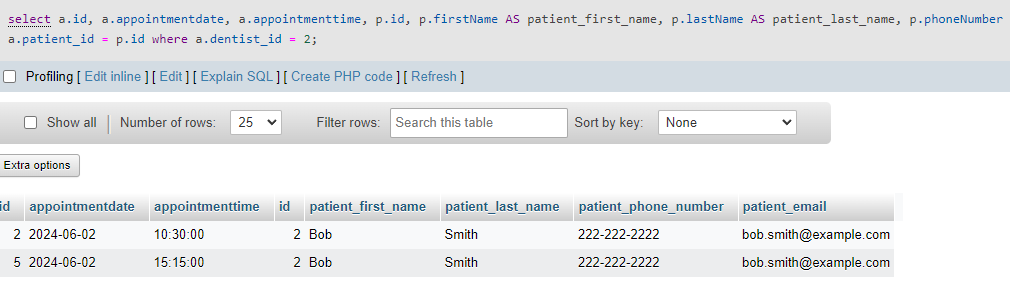 select a.id, a.appointmentdate, a.appointmenttime, p.id, p.firstName AS patient_first_name, p.lastName AS patient_last_name, p.phoneNumber
a.patient_id = p.id where a.dentist_id = 2;
Profiling [ Edit inline ] [ Edit ] [ Explain SQL ] [ Create PHP code ] [ Refresh ]
Show all Number of rows: 25 Filter rows: Search this table Sort by key: None
Extra options
id appointmentdate appointmenttime id patient_first_name patient_last_name patient_phone_number patient_email
2 2024-06-02 10:30:00 2 Bob Smith 222-222-2222 bob.smith@example.com
5 2024-06-02 15:15:00 2 Bob Smith 222-222-2222 bob.smith@example.com